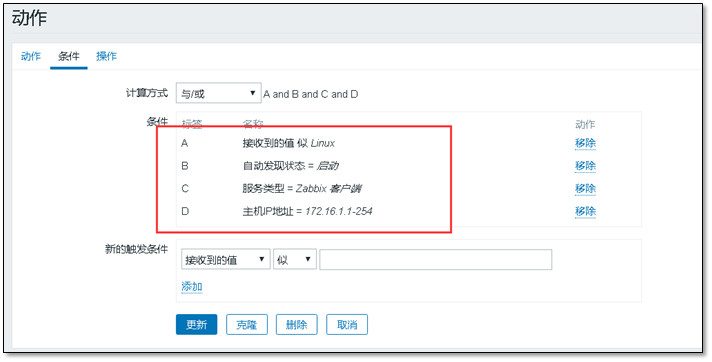 动作
动作 条件 操作
计算方式 与/或 A and B and C and D
条件 标签 名称 动作
A 接收到的值 似 Linux 移除
B 自动发现状态 = 启动 移除
C 服务类型 = Zabbix 客户端 移除
D 主机IP地址 = 172.16.1.1-254 移除
新的触发条件 接收到的值 似
添加
更新 克隆 删除 取消